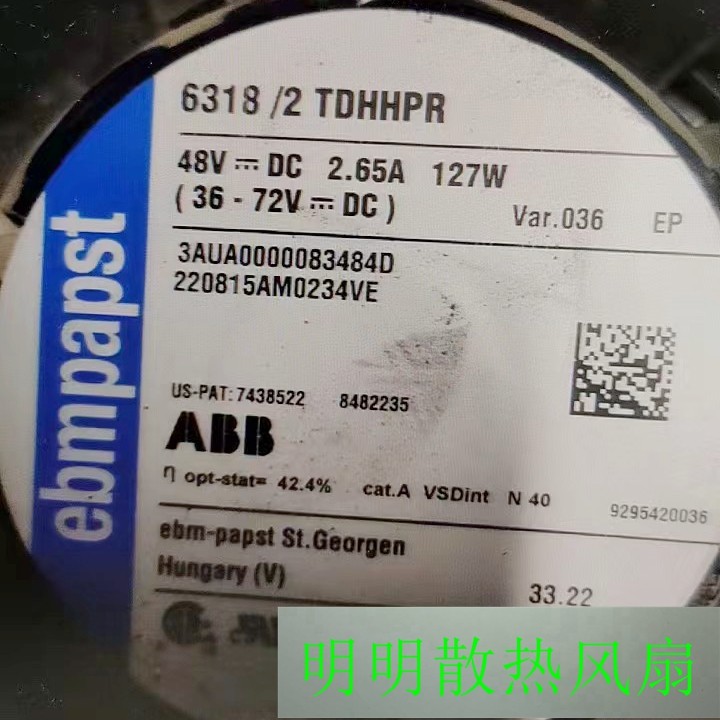 ebmpapst
6318 /2 TDHHPR
48V ⎓ DC 2.65A 127W
( 36 - 72V ⎓ DC )
Var.036 EP
3AUA0000083484D
220815AM0234VE
US-PAT: 7438522 8482235
ABB
η opt-stat= 42.4% cat.A VSDint N 40
9295420036
ebm-papst St.Georgen
Hungary (V)
33.22
明明散热风扇